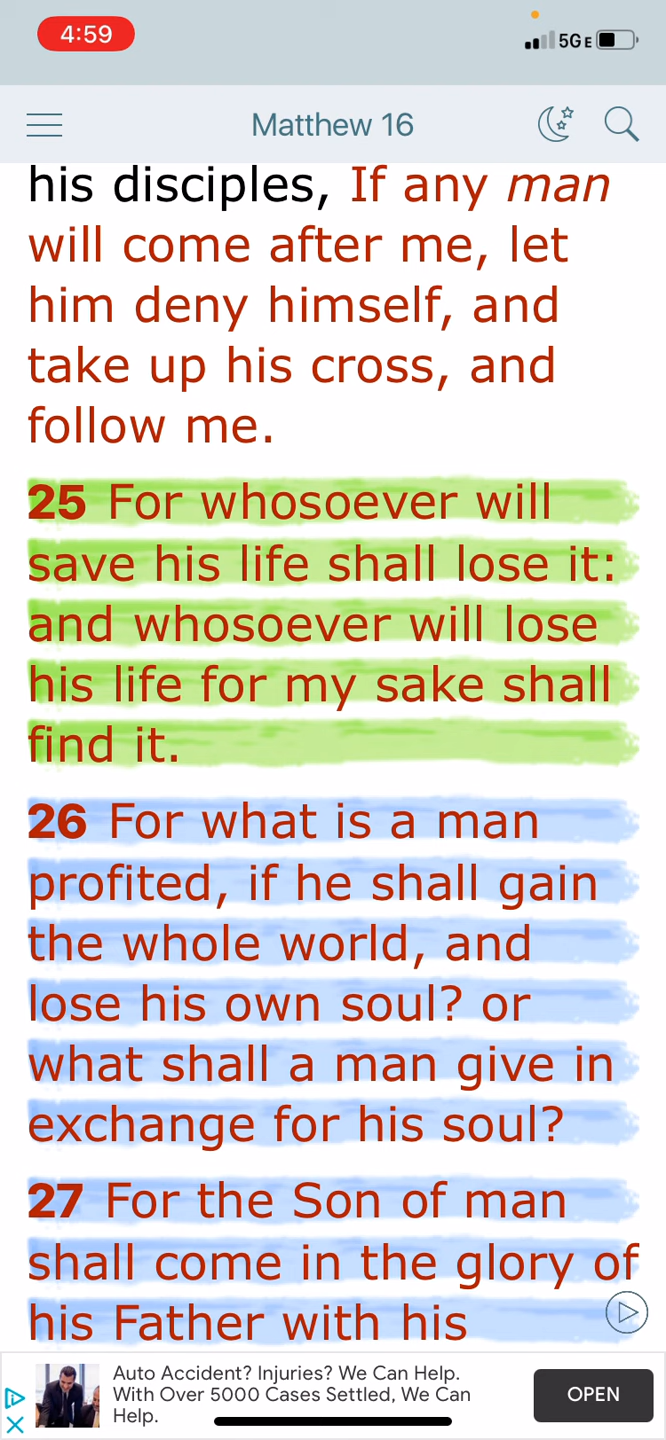 4:59
5GE
Matthew 16
his disciples, If any man
will come after me, let
him deny himself, and
take up his cross, and
follow me.
25 For whosoever will
save his life shall lose it:
and whosoever will lose
his life for my sake shall
find it.
26 For what is a man
profited, if he shall gain
the whole world, and
lose his own soul? or
what shall a man give in
exchange for his soul?
27 For the Son of man
shall come in the glory of
his Father with his
Auto Accident? Injuries? We Can Help.
With Over 5000 Cases Settled, We Can
Help.
OPEN